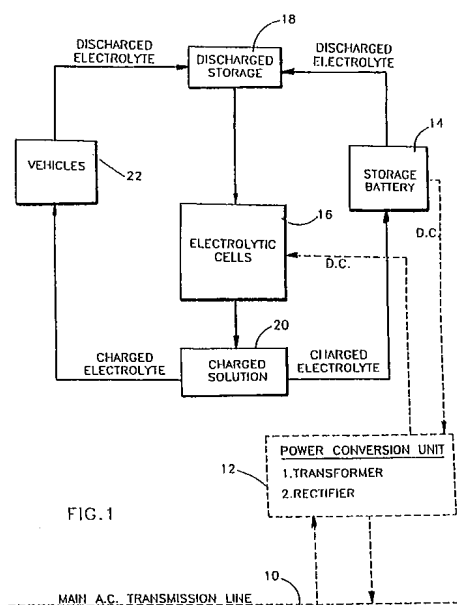 18
DISCHARGED
ELECTROLYTE
DISCHARGED
STORAGE
DISCHARGED
ELECTROLYTE
14
VEHICLES
22
STORAGE
BATTERY
16
ELECTROLYTIC
CELLS
D.C.
D.C.
20
CHARGED
ELECTROLYTE
CHARGED
SOLUTION
CHARGED
ELECTROLYTE
POWER CONVERSION UNIT
12
1.TRANSFORMER
2.RECTIFIER
FIG.1
MAIN A.C. TRANSMISSION LINE
10